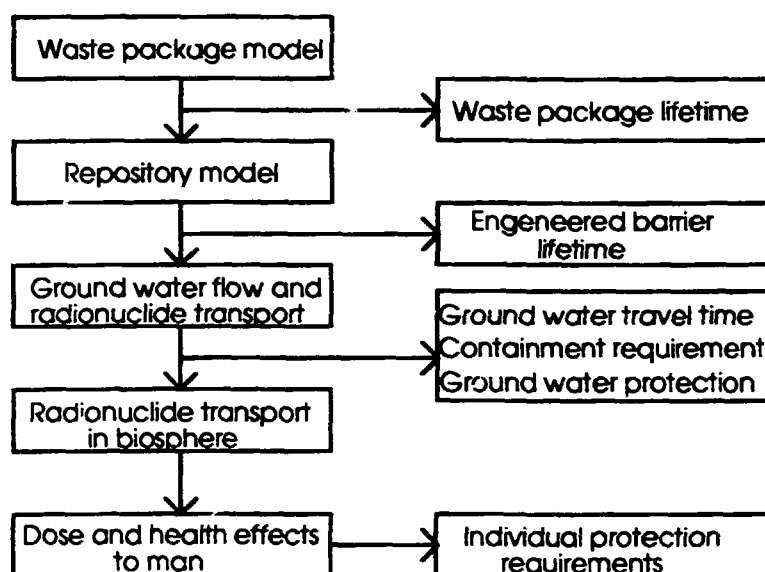 Waste package model
Waste package lifetime
Repository model
Engeneered barrier
lifetime
Ground water flow and
radionuclide transport
Ground water travel time
Containment requirement
Ground water protection
Radionuclide transport
in biosphere
Dose and health effects
to man
Individual protection
requirements